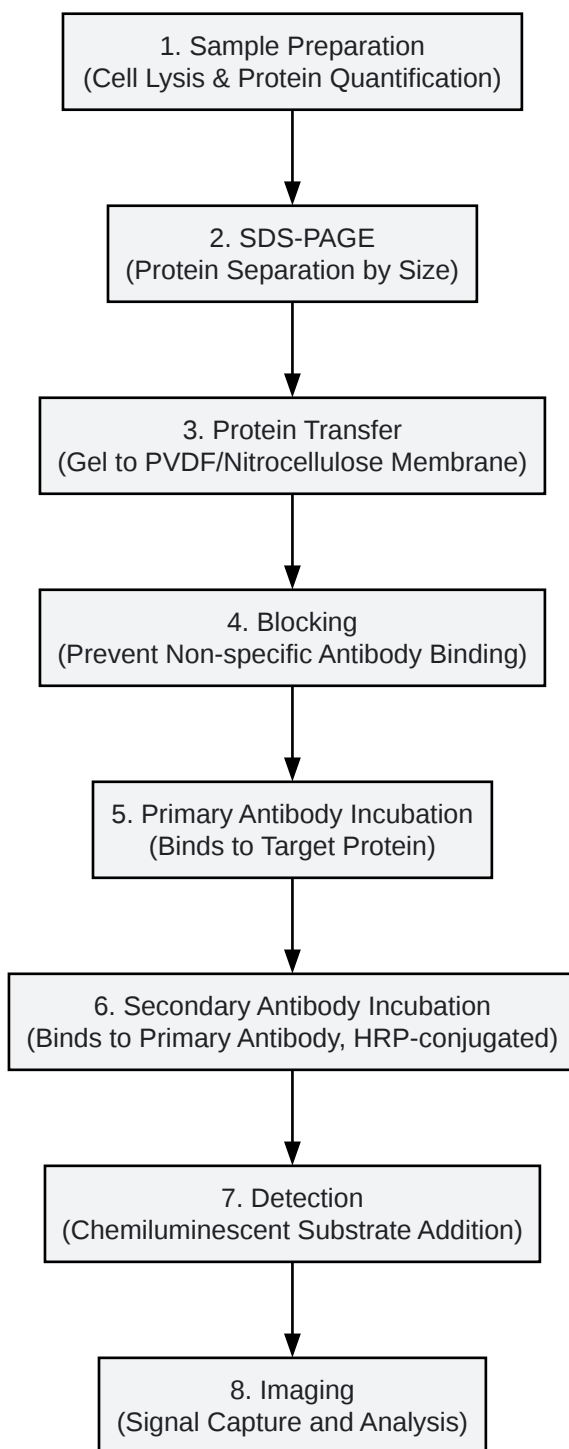 1. Sample Preparation
(Cell Lysis & Protein Quantification)
2. SDS-PAGE
(Protein Separation by Size)
3. Protein Transfer
(Gel to PVDF/Nitrocellulose Membrane)
4. Blocking
(Prevent Non-specific Antibody Binding)
5. Primary Antibody Incubation
(Binds to Target Protein)
6. Secondary Antibody Incubation
(Binds to Primary Antibody, HRP-conjugated)
7. Detection
(Chemiluminescent Substrate Addition)
8. Imaging
(Signal Capture and Analysis)